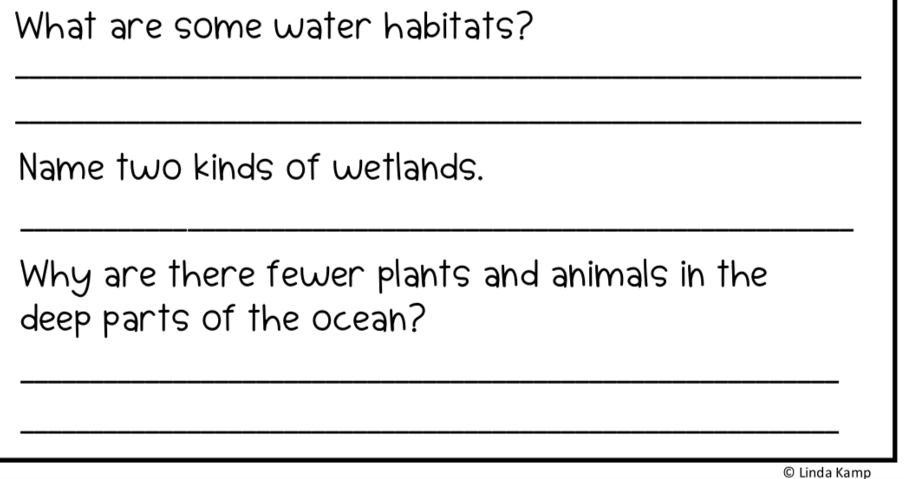 What are some water habitats?
Name two kinds of wetlands.
Why are there fewer plants and animals in the
deep parts of the ocean?
© Linda Kamp